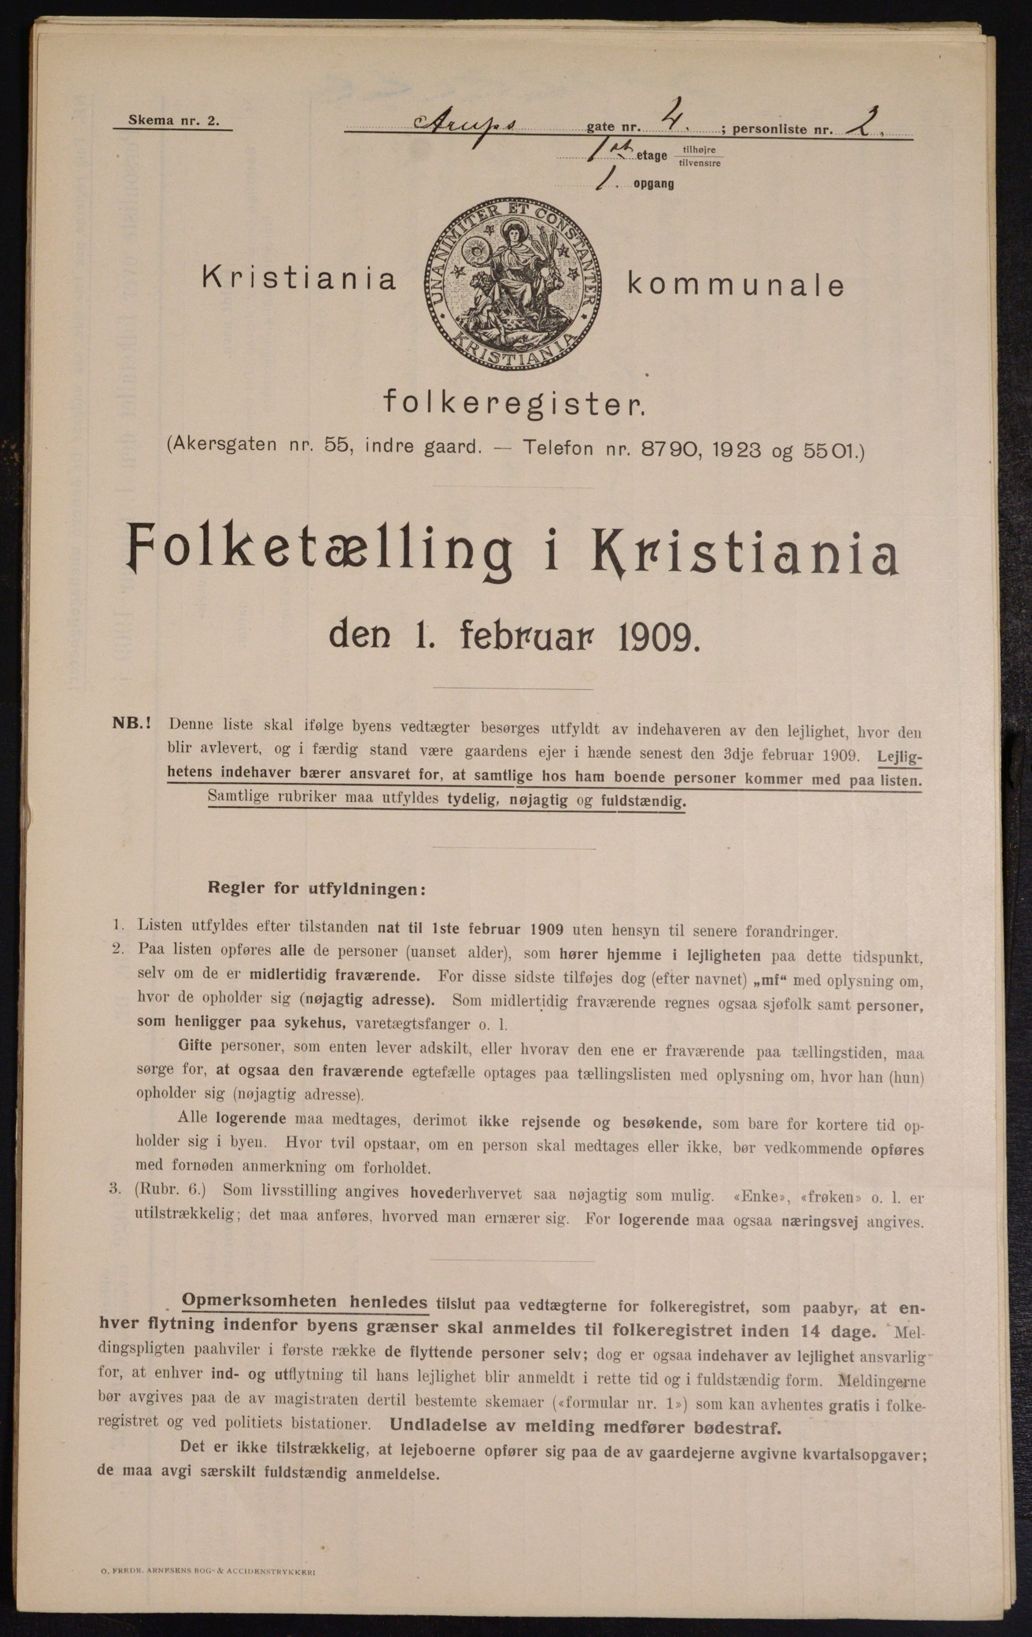 Skema nr. 2.
Arups gate nr. 4. ; personliste nr. 2.
1ste etage tilhøjre tilvenstre
1. opgang
UNANIMITER ET CONSTANTER
KRISTIANIA
Kristiania kommunale
folkeregister.
(Akersgaten nr. 55, indre gaard. — Telefon nr. 8790, 1923 og 5501.)
Folketælling i Kristiania
den 1. februar 1909.
NB.! Denne liste skal ifølge byens vedtægter besørges utfyldt av indehaveren av den lejlighet, hvor den
blir avlevert, og i færdig stand være gaardens ejer i hænde senest den 3dje februar 1909. Lejlig-
hetens indehaver bærer ansvaret for, at samtlige hos ham boende personer kommer med paa listen.
Samtlige rubriker maa utfyldes tydelig, nøjagtig og fuldstændig.
Regler for utfyldningen:
1. Listen utfyldes efter tilstanden nat til 1ste februar 1909 uten hensyn til senere forandringer.
2. Paa listen opføres alle de personer (uanset alder), som hører hjemme i lejligheten paa dette tidspunkt,
selv om de er midlertidig fraværende. For disse sidste tilføjes dog (efter navnet) „mf“ med oplysning om,
hvor de opholder sig (nøjagtig adresse). Som midlertidig fraværende regnes ogsaa sjøfolk samt personer,
som henligger paa sykehus, varetægtsfanger o. l.
Gifte personer, som enten lever adskilt, eller hvorav den ene er fraværende paa tællingstiden, maa
sørge for, at ogsaa den fraværende egtefælle optages paa tællingslisten med oplysning om, hvor han (hun)
opholder sig (nøjagtig adresse).
Alle logerende maa medtages, derimot ikke rejsende og besøkende, som bare for kortere tid op-
holder sig i byen. Hvor tvil opstaar, om en person skal medtages eller ikke, bør vedkommende opføres
med fornøden anmerkning om forholdet.
3. (Rubr. 6.) Som livsstilling angives hovederhvervet saa nøjagtig som mulig. «Enke», «frøken» o. l. er
utilstrækkelig; det maa anføres, hvorved man ernærer sig. For logerende maa ogsaa næringsvej angives.
Opmerksomheten henledes tilslut paa vedtægterne for folkeregistret, som paabyr, at en-
hver flytning indenfor byens grænser skal anmeldes til folkeregistret inden 14 dage. Mel-
dingspligten paahviler i første række de flyttende personer selv; dog er ogsaa indehaver av lejlighet ansvarlig
for, at enhver ind- og utflytning til hans lejlighet blir anmeldt i rette tid og i fuldstændig form. Meldingerne
bør avgives paa de av magistraten dertil bestemte skemaer («formular nr. 1») som kan avhentes gratis i folke-
registret og ved politiets bistationer. Undladelse av melding medfører bødestraf.
Det er ikke tilstrækkelig, at lejeboerne opfører sig paa de av gaardejerne avgivne kvartalsopgaver;
de maa avgi særskilt fuldstændig anmeldelse.
O. FREDR. ARNESENS BOG- & ACCIDENSTRYKKERI